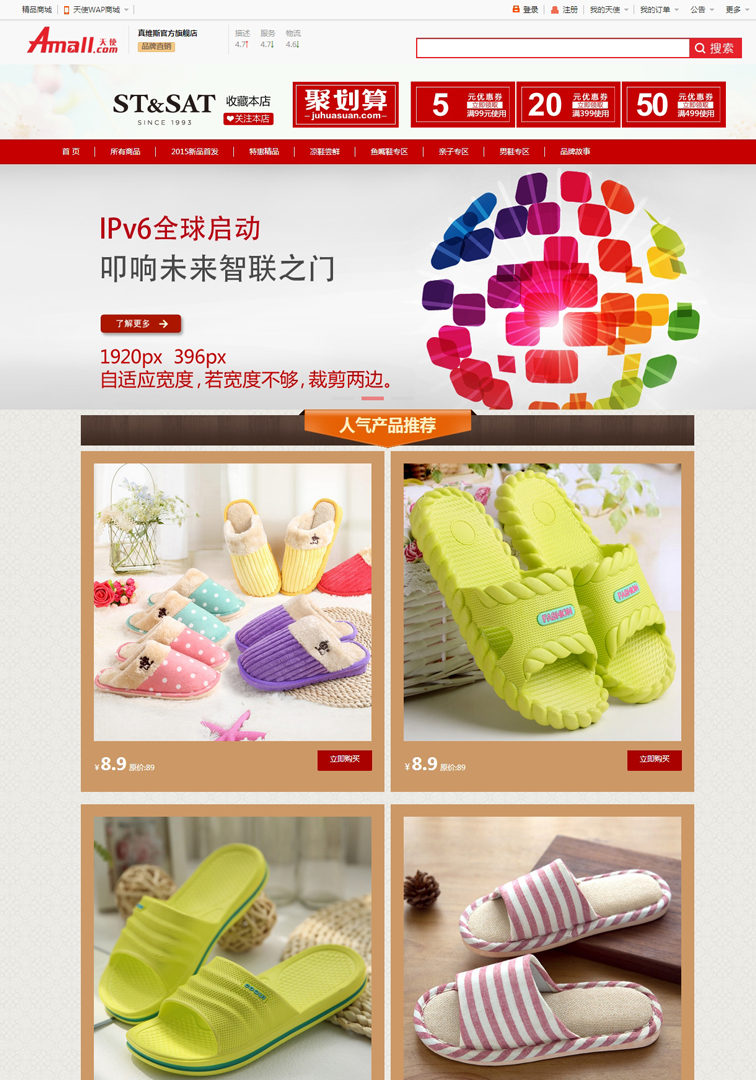 精品商城 天使WAP商城 登录 注册 我的天使 我的订单 公告 更多
Amall.com 天使
真维斯官方旗舰店
品牌直销
描述 服务 物流
4.7↑ 4.7↓ 4.6↓
搜索
ST&SAT
SINCE 1993
收藏本店
关注本店
聚划算
juhuasuan.com
5 元优惠券 立即领取 满99元使用
20 元优惠券 立即领取 满399使用
50 元优惠券 立即领取 满499使用
首页 所有商品 2015新品首发 特惠精品 凉鞋尝鲜 鱼嘴鞋专区 亲子专区 男鞋专区 品牌故事
IPv6全球启动
叩响未来智联之门
了解更多
1920px 396px
自适应宽度,若宽度不够,裁剪两边。
人气产品推荐
FASHION
FASHION
¥8.9 原价:89 立即购买
¥8.9 原价:89 立即购买